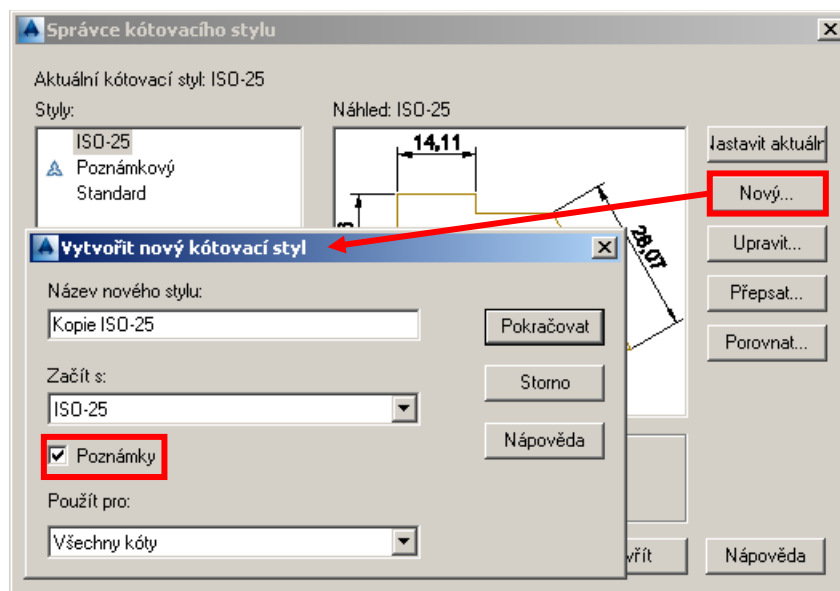 Správce kótovacího stylu
Aktuální kótovací styl: ISO-25
Styly:
Náhled: ISO-25
ISO-25
Poznámkový
Standard
14,11
28,07
Nastavit aktuáln
Nový...
Upravit...
Přepsat...
Porovnat...
Vytvořit nový kótovací styl
Název nového stylu:
Kopie ISO-25
Pokračovat
Začít s:
Storno
ISO-25
Nápověda
Poznámky
Použít pro:
Všechny kóty
vřít
Nápověda